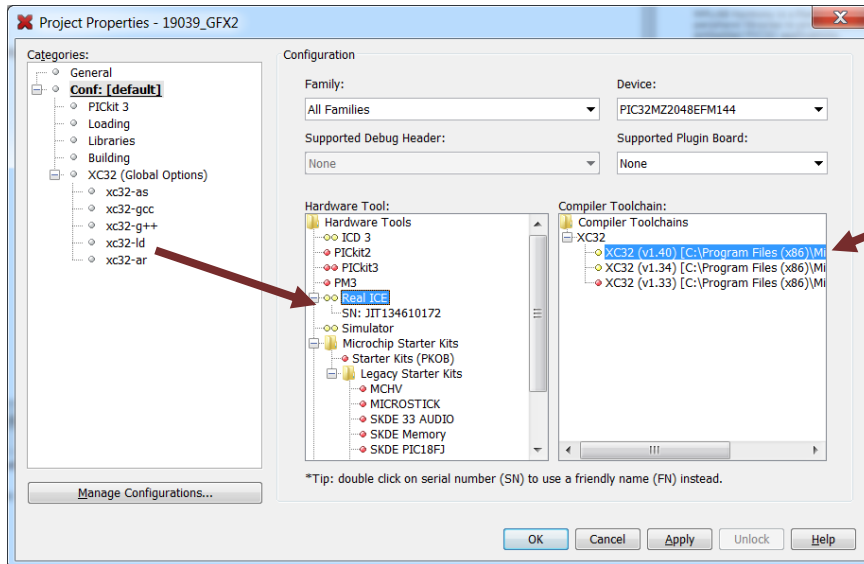 Project Properties - 19039_GFX2
X
Categories:
General
Conf: [default]
PICkit 3
Loading
Libraries
Building
XC32 (Global Options)
xc32-as
xc32-gcc
xc32-g++
xc32-ld
xc32-ar
Manage Configurations...
Configuration
Family:
All Families
Device:
PIC32MZ2048EFM144
Supported Debug Header:
None
Supported Plugin Board:
None
Hardware Tool:
Hardware Tools
ICD 3
PICkit2
PICkit3
PM3
Real ICE
SN: JIT134610172
Simulator
Microchip Starter Kits
Starter Kits (PKOB)
Legacy Starter Kits
MCHV
MICROSTICK
SKDE 33 AUDIO
SKDE Memory
SKDE PIC18FJ
Compiler Toolchain:
Compiler Toolchains
XC32
XC32 (v1.40) [C:\Program Files (x86)\Mi
XC32 (v1.34) [C:\Program Files (x86)\Mi
XC32 (v1.33) [C:\Program Files (x86)\Mi
*Tip: double click on serial number (SN) to use a friendly name (FN) instead.
OK
Cancel
Apply
Unlock
Help